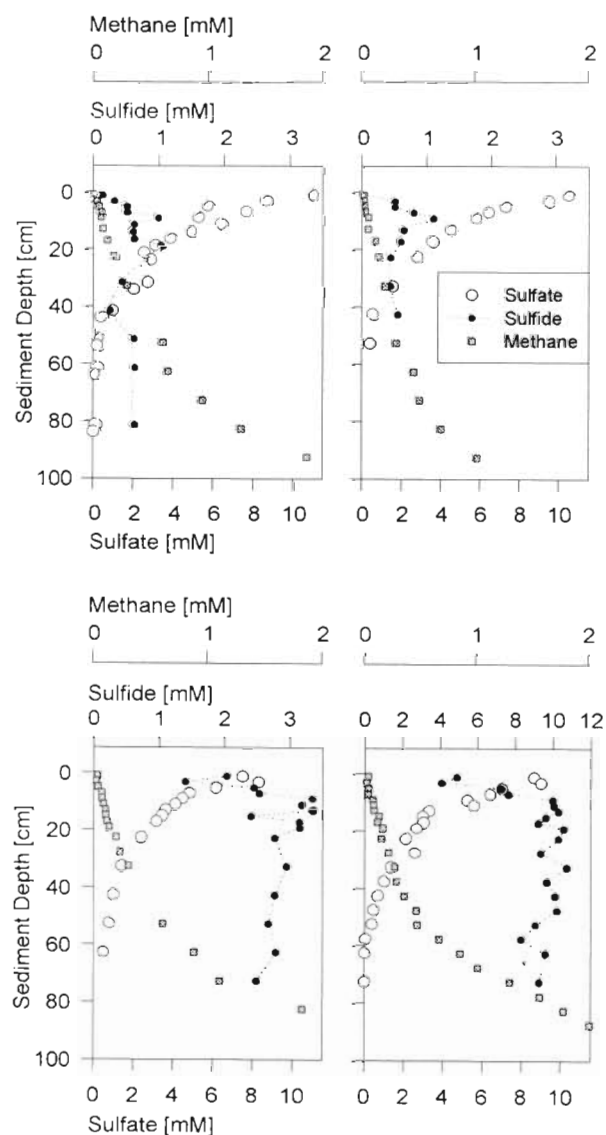 Methane [mM]
0 1 2
0 1 2
Sulfide [mM]
0 1 2 3
0 1 2 3
0
20
40
60
80
100
Sediment Depth [cm]
Sulfate
Sulfide
Methane
0 2 4 6 8 10
0 2 4 6 8 10
Sulfate [mM]
Methane [mM]
0 1 2
0 1 2
Sulfide [mM]
0 1 2 3
0 2 4 6 8 10 12
0
20
40
60
80
100
Sediment Depth [cm]
0 2 4 6 8 10
0 2 4 6 8 10
Sulfate [mM]